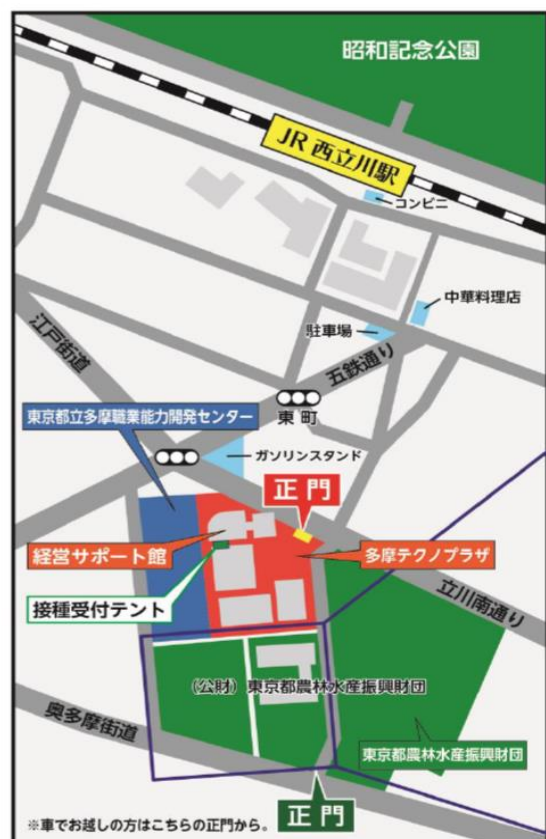 昭和記念公園
JR 西立川駅
コンビニ
中華料理店
駐車場
江戸街道
五鉄通り
東町
東京都立多摩職業能力開発センター
ガソリンスタンド
正門
経営サポート館
多摩テクノプラザ
接種受付テント
立川南通り
(公財) 東京都農林水産振興財団
奥多摩街道
東京都農林水産振興財団
正門
※車でお越しの方はこちらの正門から。